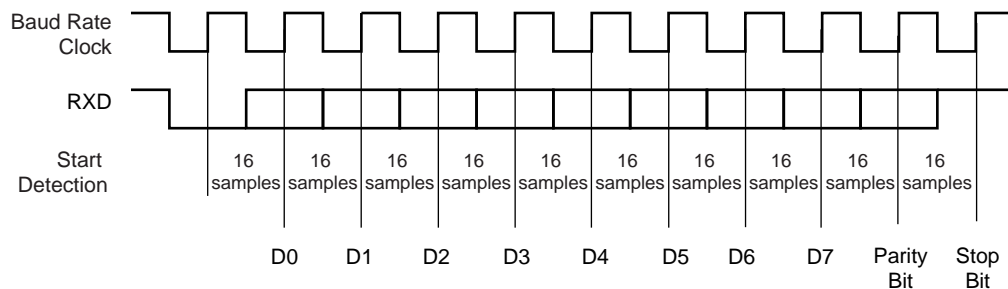 Baud Rate
Clock
RXD
Start
Detection
16 16 16 16 16 16 16 16 16 16
samples samples samples samples samples samples samples samples samples samples
D0 D1 D2 D3 D4 D5 D6 D7 Parity Stop
Bit Bit